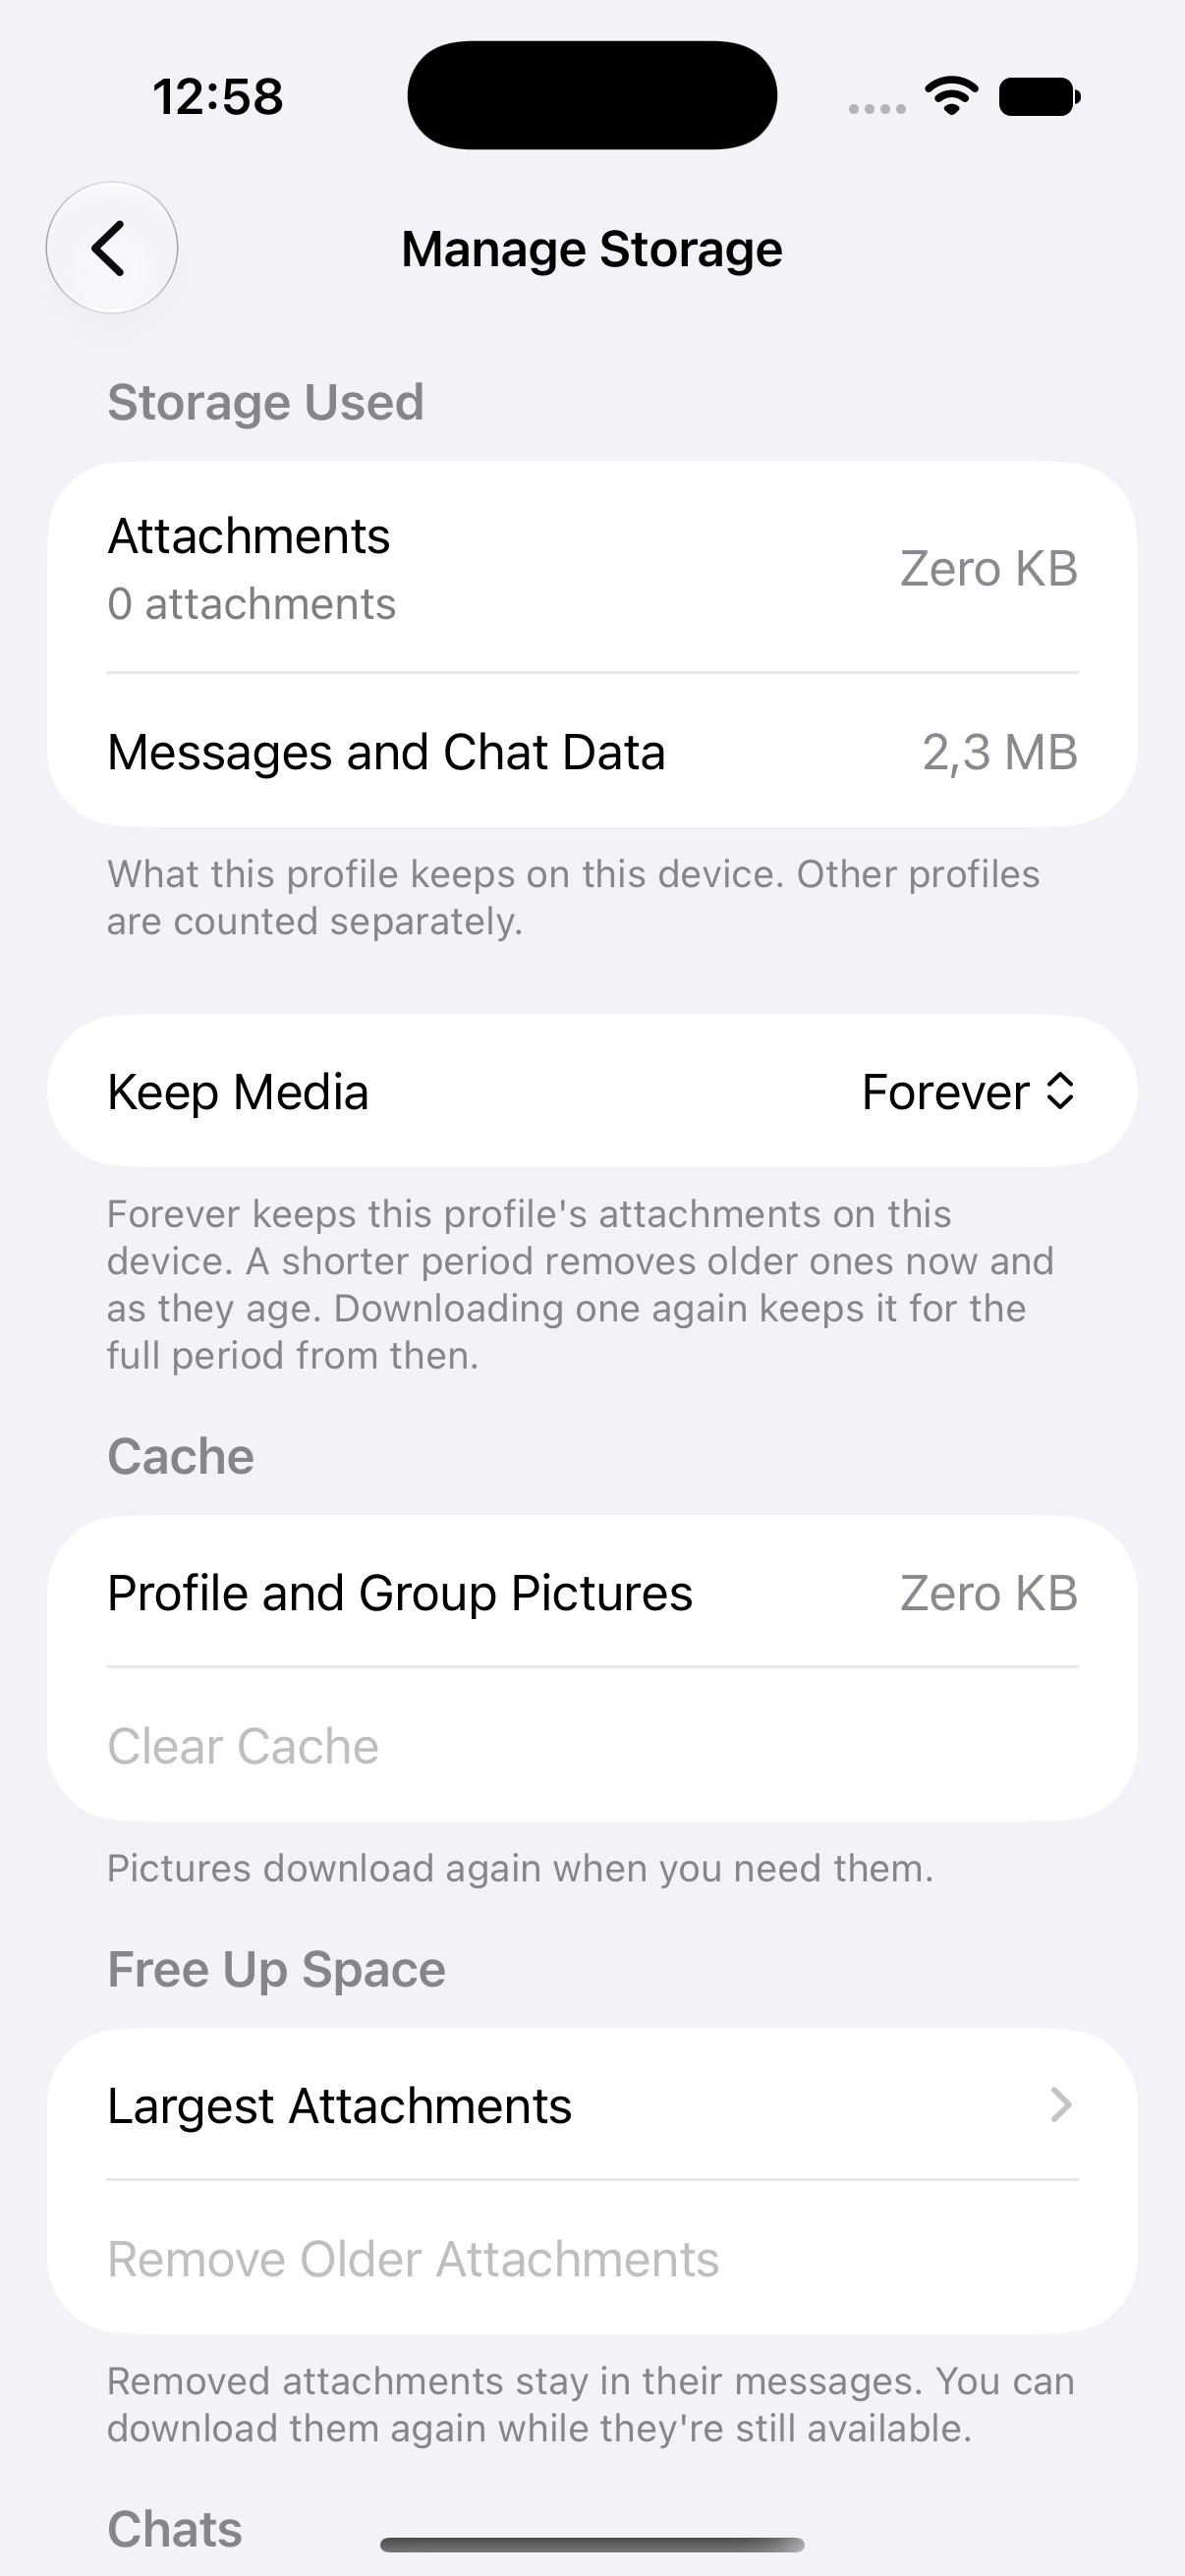 12:58
Manage Storage
Storage Used
Attachments
0 attachments
Zero KB
Messages and Chat Data
2,3 MB
What this profile keeps on this device. Other profiles
are counted separately.
Keep Media
Forever
Forever keeps this profile's attachments on this
device. A shorter period removes older ones now and
as they age. Downloading one again keeps it for the
full period from then.
Cache
Profile and Group Pictures
Zero KB
Clear Cache
Pictures download again when you need them.
Free Up Space
Largest Attachments
Remove Older Attachments
Removed attachments stay in their messages. You can
download them again while they're still available.
Chats